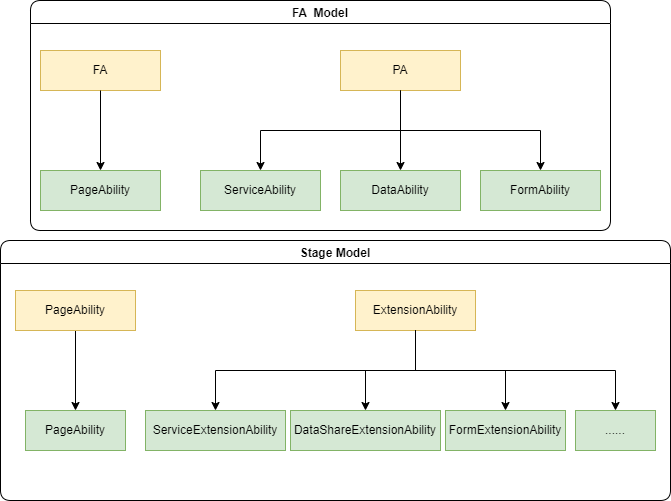 FA  Model
FA
PA
PageAbility
ServiceAbility
DataAbility
FormAbility
Stage Model
PageAbility
ExtensionAbility
PageAbility
ServiceExtensionAbility
DataShareExtensionAbility
FormExtensionAbility
......